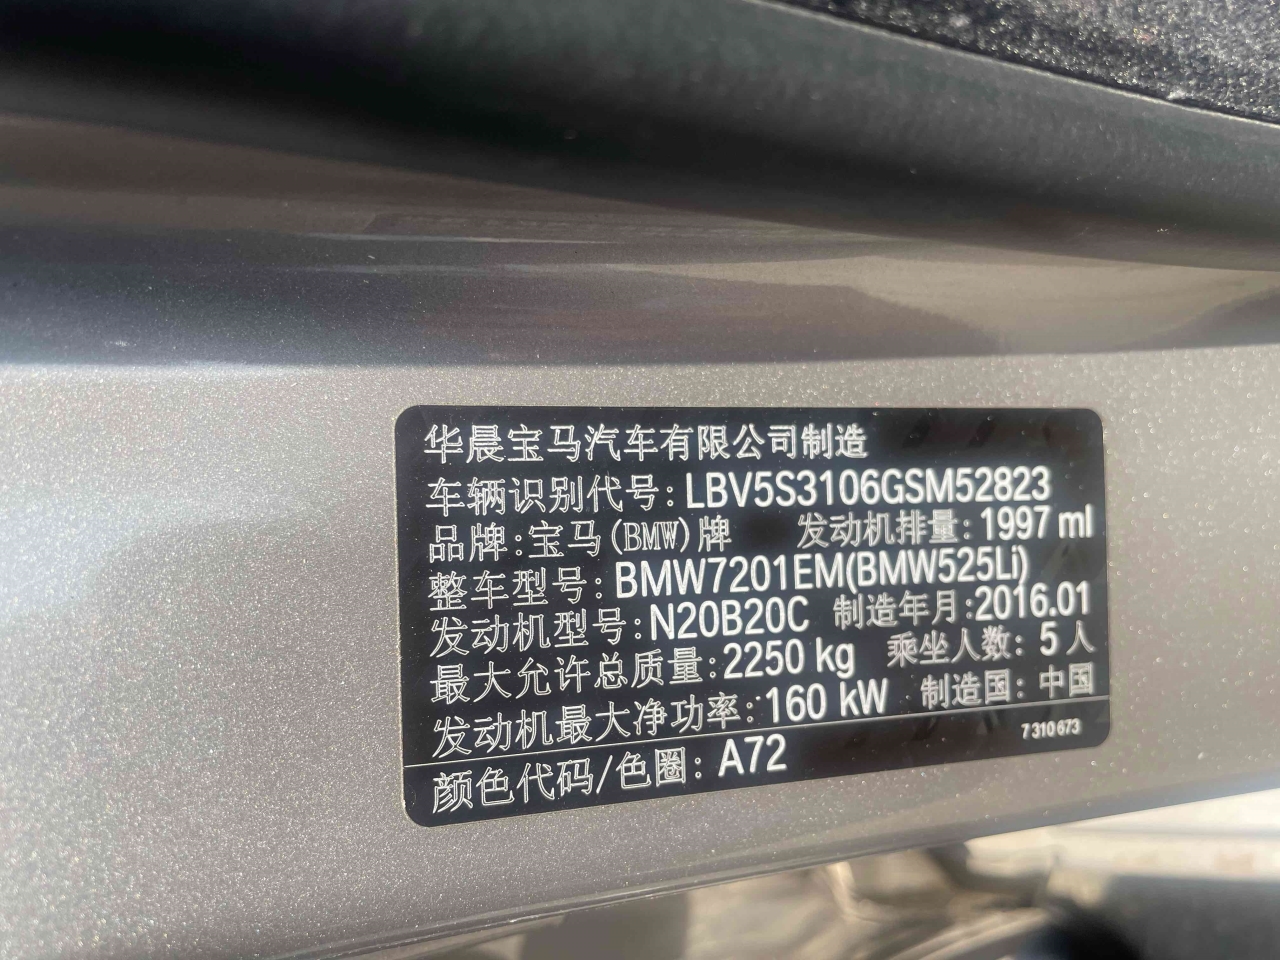 华晨宝马汽车有限公司制造
车辆识别代号:LBV5S3106GSM52823
品牌:宝马(BMW)牌 发动机排量:1997 ml
整车型号:BMW7201EM(BMW525Li)
发动机型号:N20B20C 制造年月:2016.01
最大允许总质量:2250 kg 乘坐人数:5人
发动机最大净功率:160 kW 制造国:中国
7 310 673
颜色代码/色圈:A72